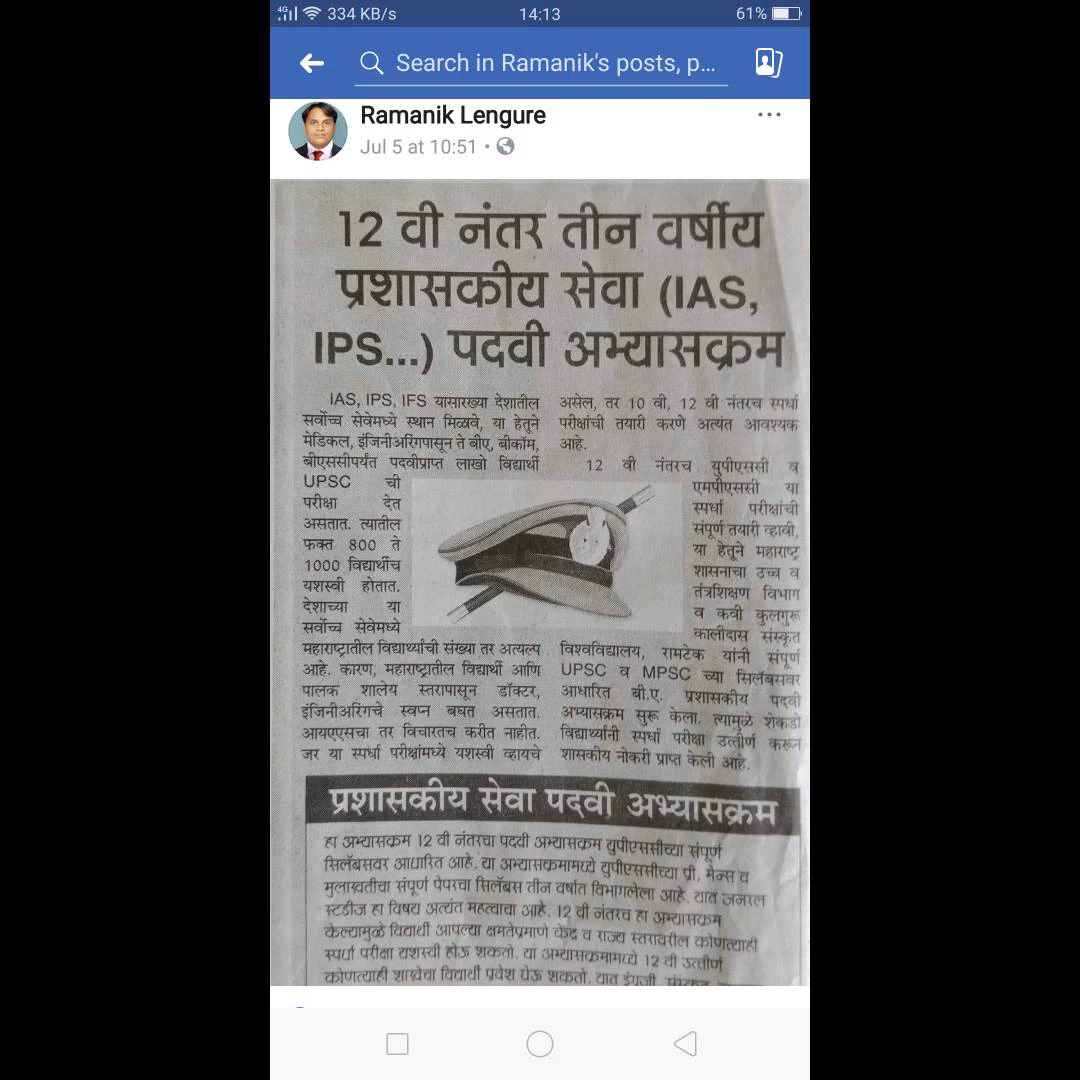 4G 334 KB/s 14:13 61%
Search in Ramanik's posts, p...
Ramanik Lengure
Jul 5 at 10:51
12 वी नंतर तीन वर्षीय
प्रशासकीय सेवा (IAS,
IPS...) पदवी अभ्यासक्रम
IAS, IPS, IFS यासारख्या देशातील
सर्वोच्च सेवेमध्ये स्थान मिळावे, या हेतूने
मेडिकल, इंजिनीअरिंगपासून ते बीए, बीकॉम,
बीएससीपर्यंत पदवीप्राप्त लाखो विद्यार्थी
UPSC ची
परीक्षा देत
असतात. त्यातील
फक्त 800 ते
1000 विद्यार्थीच
यशस्वी होतात.
देशाच्या या
सर्वोच्च सेवेमध्ये
महाराष्ट्रातील विद्यार्थ्यांची संख्या तर अत्यल्प
आहे. कारण, महाराष्ट्रातील विद्यार्थी आणि
पालक शालेय स्तरापासून डॉक्टर,
इंजिनीअरिंगचे स्वप्न बघत असतात.
आयएएसचा तर विचारतच करीत नाहीत.
जर या स्पर्धा परीक्षांमध्ये यशस्वी व्हायचे
असेल, तर 10 वी, 12 वी नंतरच स्पर्धा
परीक्षांची तयारी करणे अत्यंत आवश्यक
आहे.
12 वी नंतरच युपीएससी व
एमपीएससी या
स्पर्धा परीक्षांची
संपूर्ण तयारी व्हावी,
या हेतूने महाराष्ट्र
शासनाचा उच्च व
तंत्रशिक्षण विभाग
व कवी कुलगुरू
कालीदास संस्कृत
विश्वविद्यालय, रामटेक यांनी संपूर्ण
UPSC व MPSC च्या सिलॅबसवर
आधारित बी.ए. प्रशासकीय पदवी
अभ्यासक्रम सुरू केला. त्यामुळे शेकडो
विद्यार्थ्यांनी स्पर्धा परीक्षा उत्तीर्ण करून
शासकीय नोकरी प्राप्त केली आहे.
प्रशासकीय सेवा पदवी अभ्यासक्रम
हा अभ्यासक्रम 12 वी नंतरचा पदवी अभ्यासक्रम युपीएससीच्या संपूर्ण
सिलॅबसवर आधारित आहे. या अभ्यासक्रमामध्ये युपीएससीच्या प्री, मेन्स व
मुलाखतीचा संपूर्ण पेपरचा सिलॅबस तीन वर्षात विभागलेला आहे. यात जनरल
स्टडीज हा विषय अत्यंत महत्वाचा आहे. 12 वी नंतरच हा अभ्यासक्रम
केल्यामुळे विद्यार्थी आपल्या क्षमतेप्रमाणे केंद्र व राज्य स्तरावरील कोणत्याही
स्पर्धा परीक्षा यशस्वी होऊ शकतो. या अभ्यासक्रमामध्ये 12 वी उत्तीर्ण
कोणत्याही शाखेचा विद्यार्थी प्रवेश घेऊ शकतो. यात इंग्रजी, संस्कृत